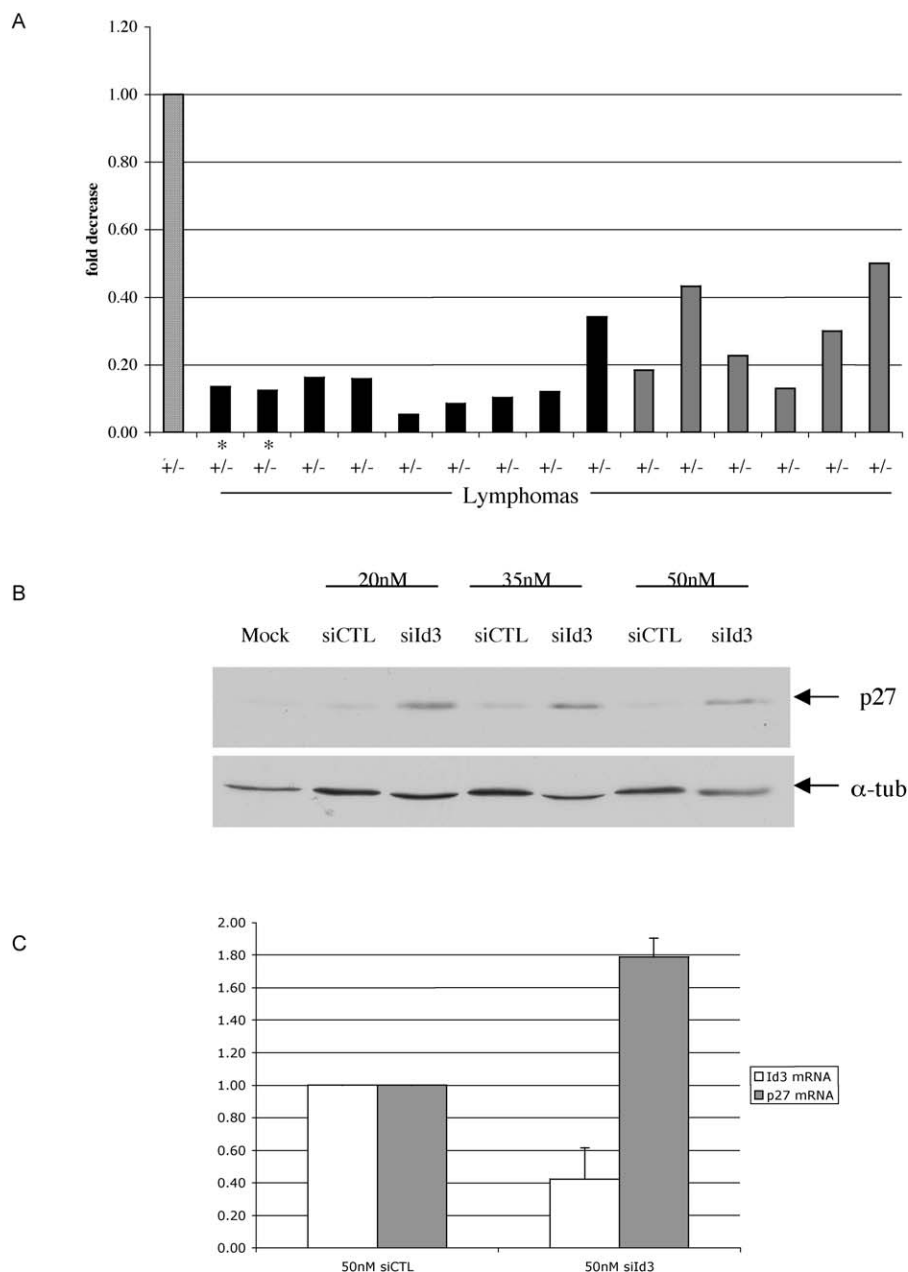 A
1.20
1.00
0.80
0.60
0.40
0.20
0.00
fold decrease
* *
+/- +/- +/- +/- +/- +/- +/- +/- +/- +/- +/- +/- +/- +/- +/- +/-
Lymphomas
B
20nM 35nM 50nM
Mock siCTL siId3 siCTL siId3 siCTL siId3
p27
α-tub
C
2.00
1.80
1.60
1.40
1.20
1.00
0.80
0.60
0.40
0.20
0.00
Id3 mRNA
p27 mRNA
50nM siCTL 50nM siId3